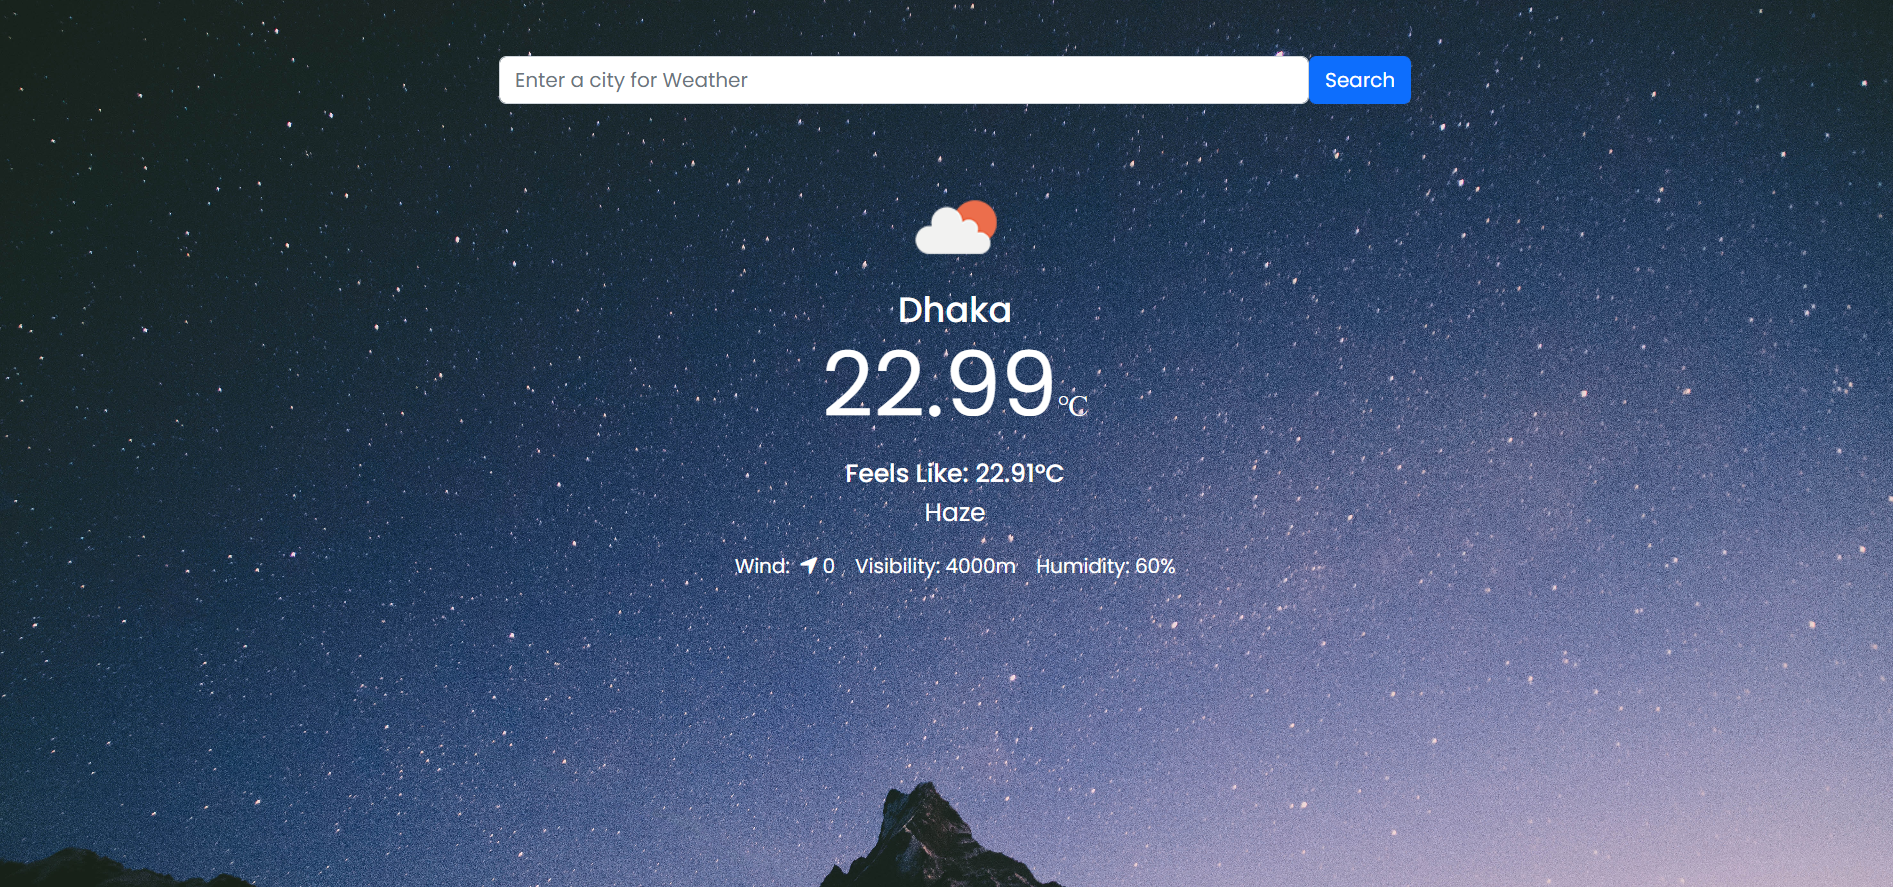 Enter a city for Weather Search
Dhaka
22.99°C
Feels Like: 22.91°C
Haze
Wind: 0 Visibility: 4000m Humidity: 60%